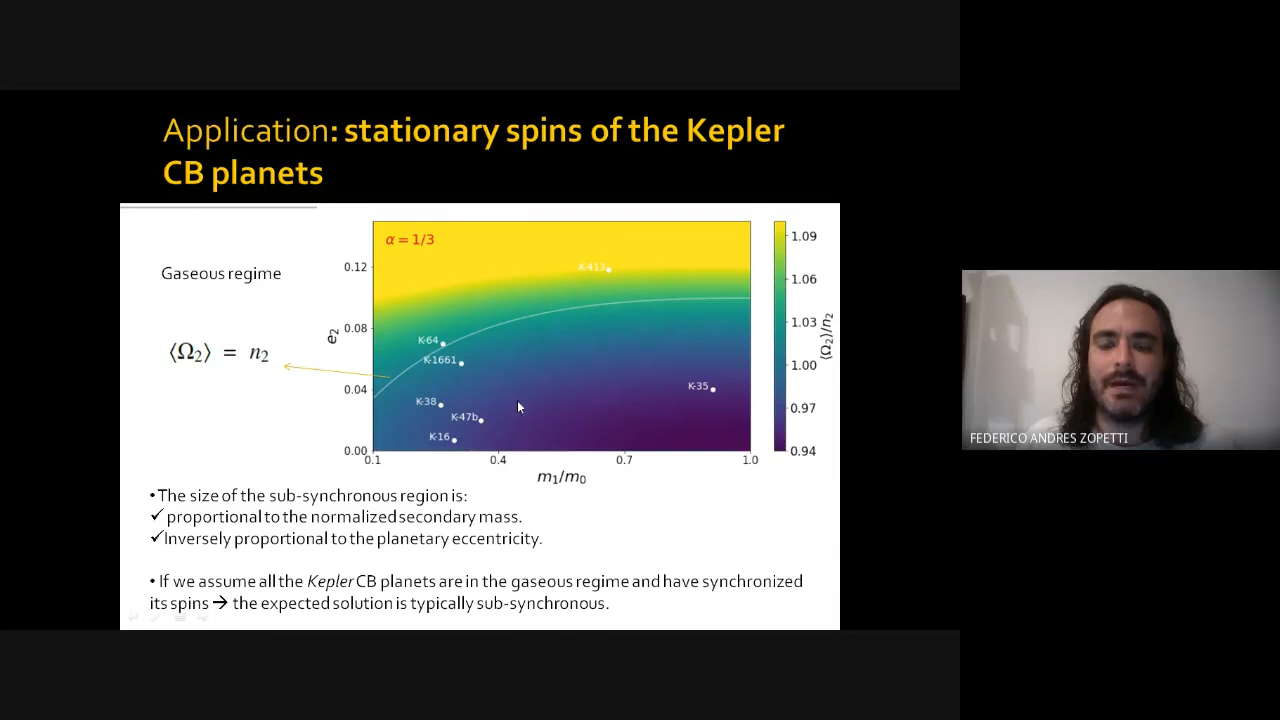 Application: stationary spins of the Kepler
CB planets
Gaseous regime
⟨Ω₂⟩ = n₂
α = 1/3
e₂
0.12
0.08
0.04
0.00
K-413
K-64
K-1661
K-38
K-47b
K-16
K-35
0.1 0.4 0.7 1.0
m₁/m₀
1.09
1.06
1.03
1.00
0.97
0.94
⟨Ω₂⟩/n₂
• The size of the sub-synchronous region is:
✓ proportional to the normalized secondary mass.
✓ Inversely proportional to the planetary eccentricity.
• If we assume all the Kepler CB planets are in the gaseous regime and have synchronized
its spins → the expected solution is typically sub-synchronous.
FEDERICO ANDRES ZOPETTI